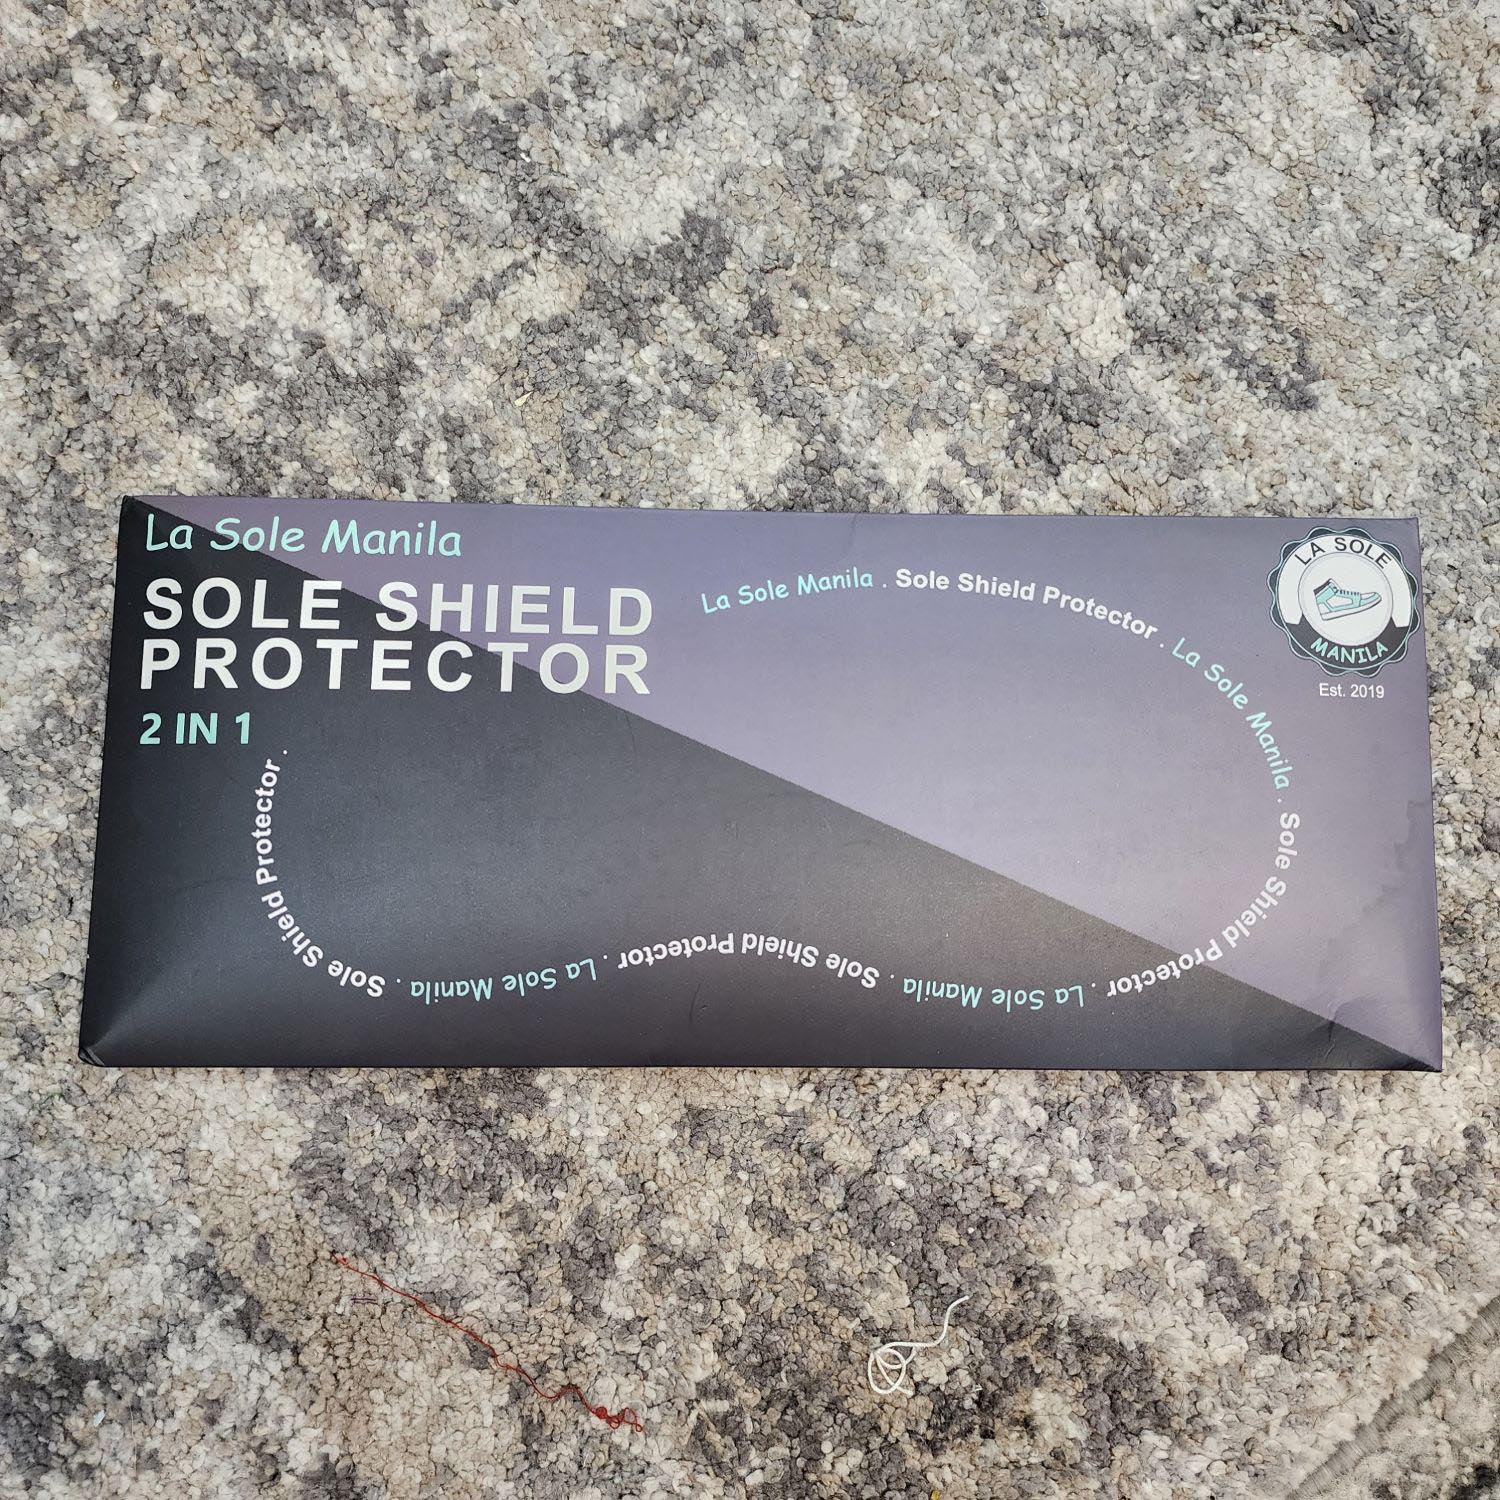 La Sole Manila
SOLE SHIELD
PROTECTOR
2 IN 1
La Sole Manila . Sole Shield Protector . La Sole Manila . Sole Shield Protector . La Sole Manila . Sole Shield Protector . La Sole Manila . Sole Shield Protector .
LA SOLE
MANILA
Est. 2019